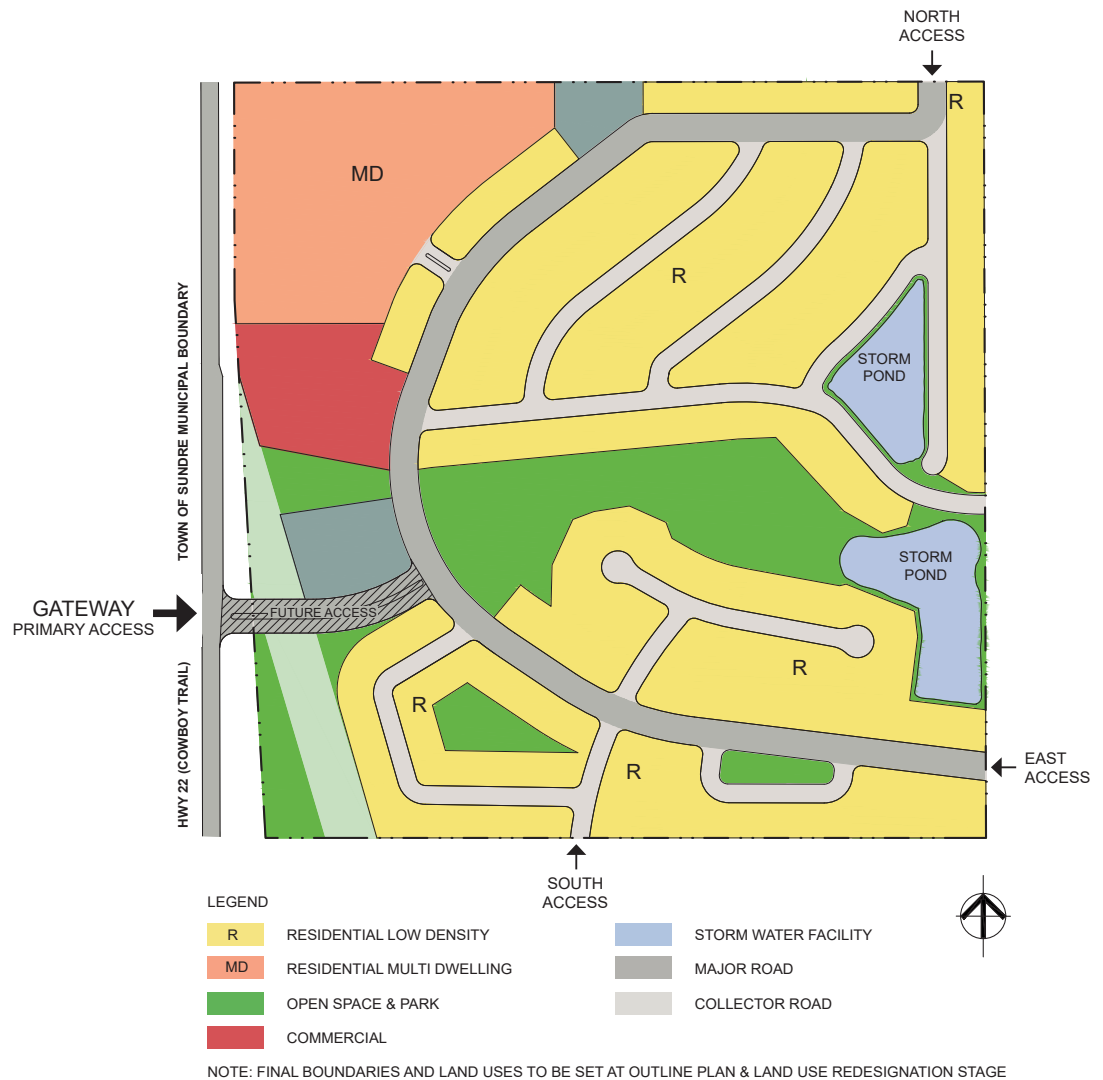 NORTH
ACCESS
R
MD
R
STORM
POND
TOWN OF SUNDRE MUNICIPAL BOUNDARY
STORM
POND
GATEWAY
PRIMARY ACCESS
FUTURE ACCESS
HWY 22 (COWBOY TRAIL)
R
R
R
EAST
ACCESS
SOUTH
ACCESS
LEGEND
R RESIDENTIAL LOW DENSITY
MD RESIDENTIAL MULTI DWELLING
OPEN SPACE & PARK
COMMERCIAL
STORM WATER FACILITY
MAJOR ROAD
COLLECTOR ROAD
NOTE: FINAL BOUNDARIES AND LAND USES TO BE SET AT OUTLINE PLAN & LAND USE REDESIGNATION STAGE